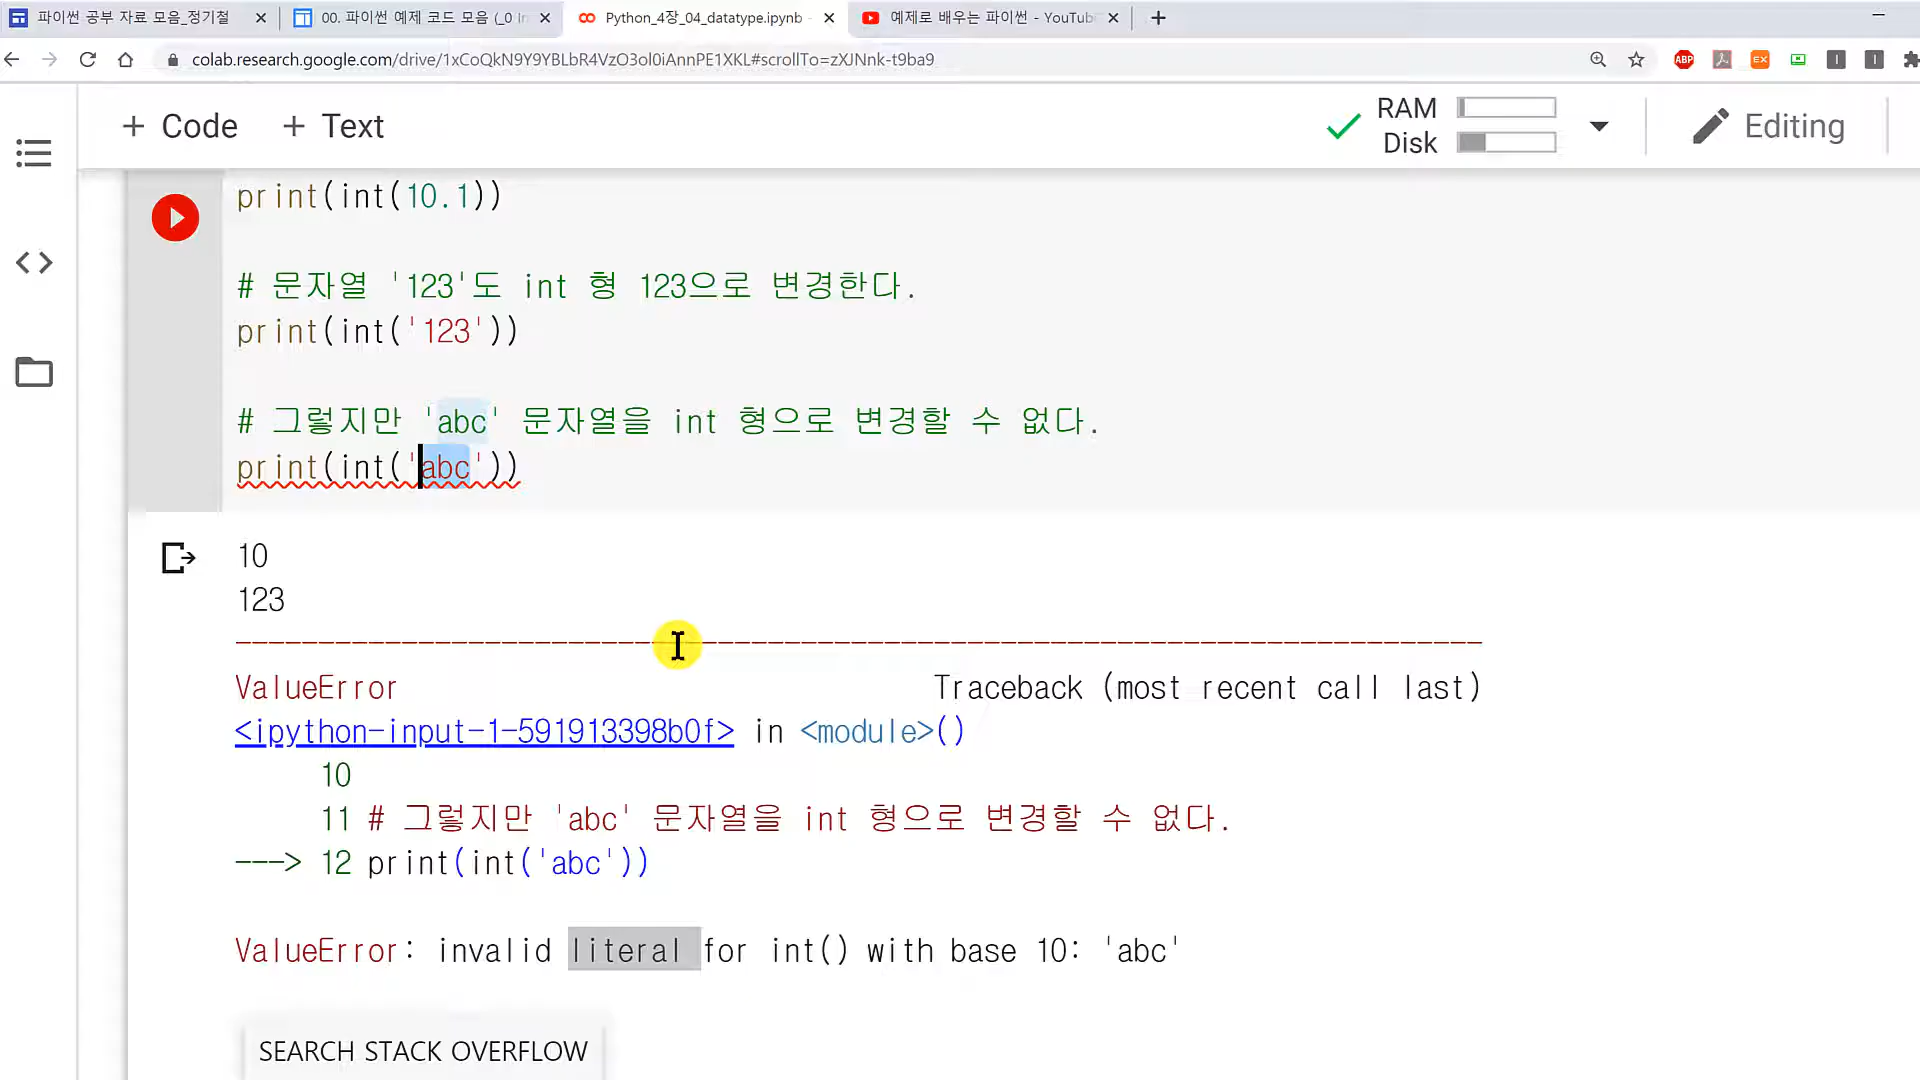 파이썬 공부 자료 모음_정기철
00. 파이썬 예제 코드 모음 (_0 In
Python_4장_04_datatype.ipynb
예제로 배우는 파이썬 - YouTube
colab.research.google.com/drive/1xCoQkN9Y9YBLbR4VzO3ol0iAnnPE1XKL#scrollTo=zXJNnk-t9ba9
ABP
EX
+ Code + Text
RAM
Disk
Editing
print(int(10.1))
# 문자열 '123'도 int 형 123으로 변경한다.
print(int('123'))
# 그렇지만 'abc' 문자열을 int 형으로 변경할 수 없다.
print(int('abc'))
10
123
---------------------------------------------------------------------------
ValueError Traceback (most recent call last)
<ipython-input-1-591913398b0f> in <module>()
10
11 # 그렇지만 'abc' 문자열을 int 형으로 변경할 수 없다.
---> 12 print(int('abc'))
ValueError: invalid literal for int() with base 10: 'abc'
SEARCH STACK OVERFLOW